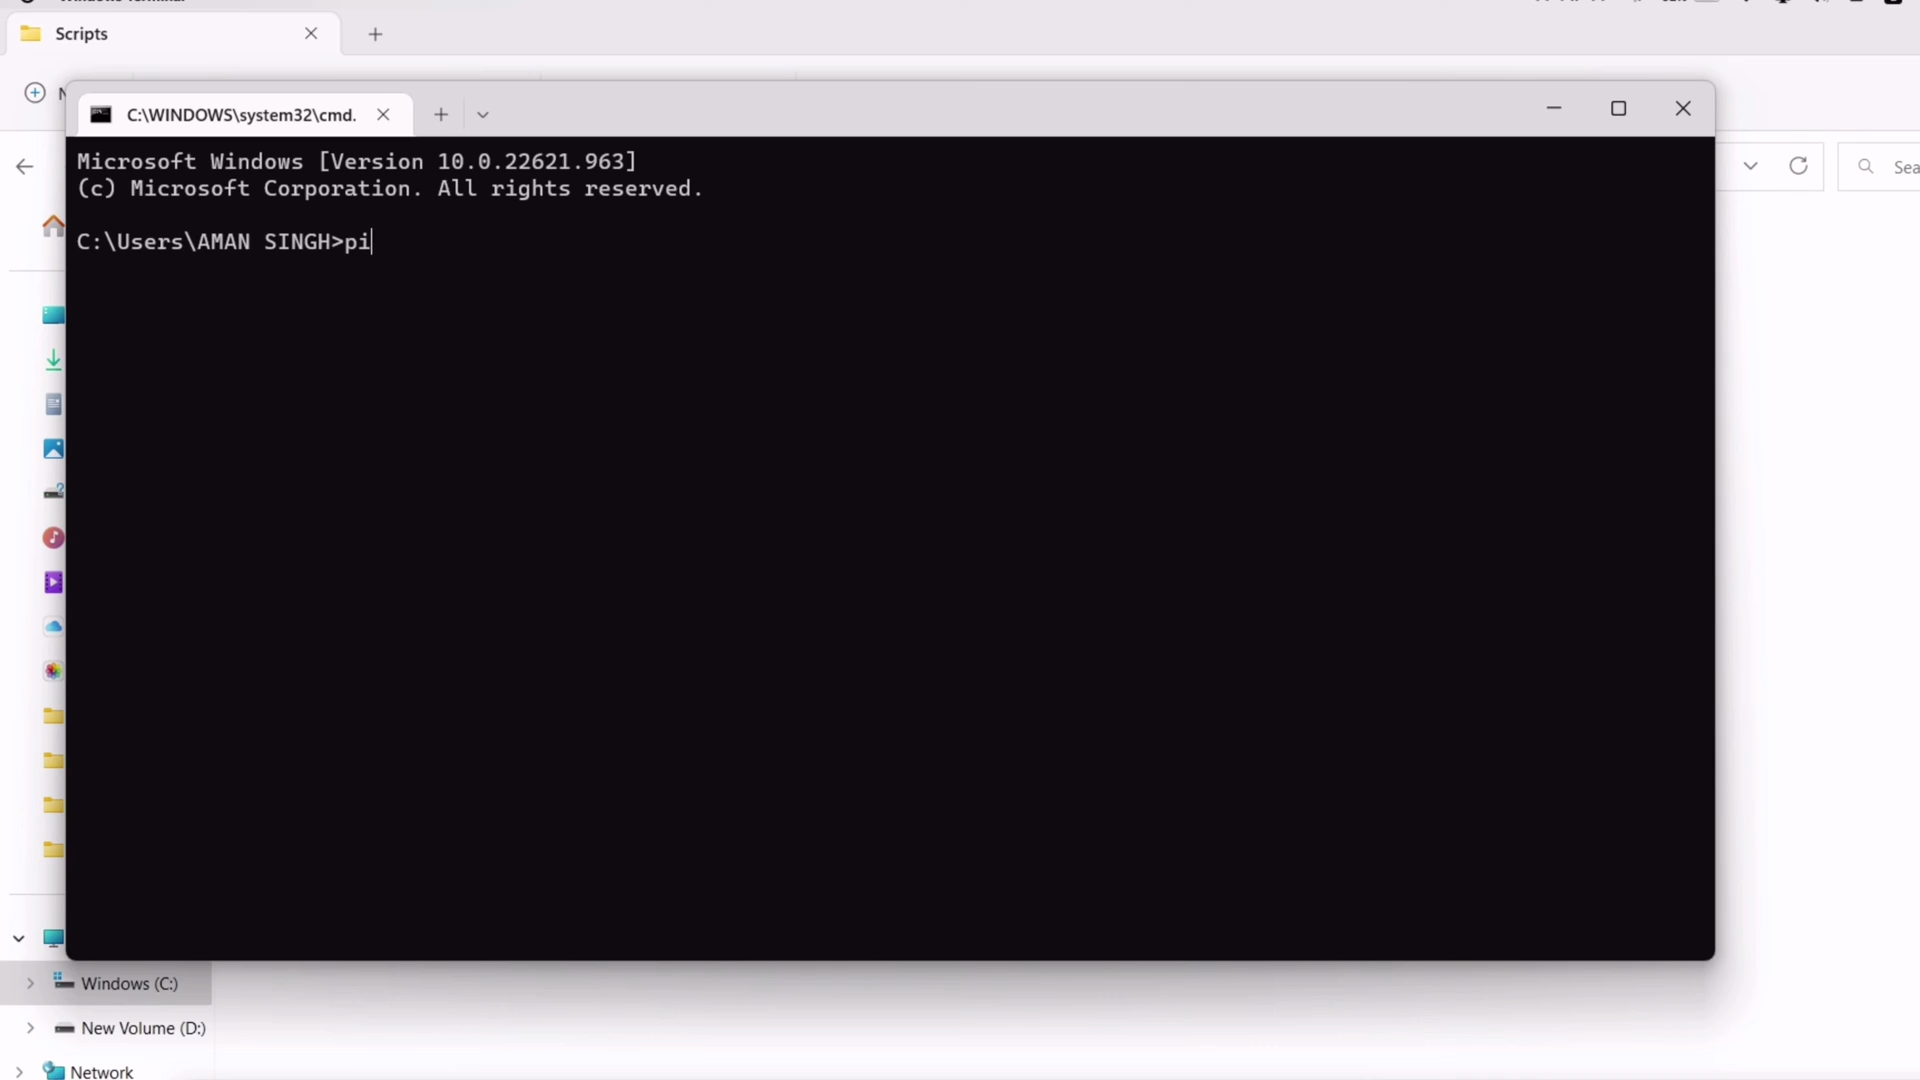 Scripts
C:\WINDOWS\system32\cmd.
Microsoft Windows [Version 10.0.22621.963]
(c) Microsoft Corporation. All rights reserved.
C:\Users\AMAN SINGH>pi
Sea
Windows (C:)
New Volume (D:)
Network